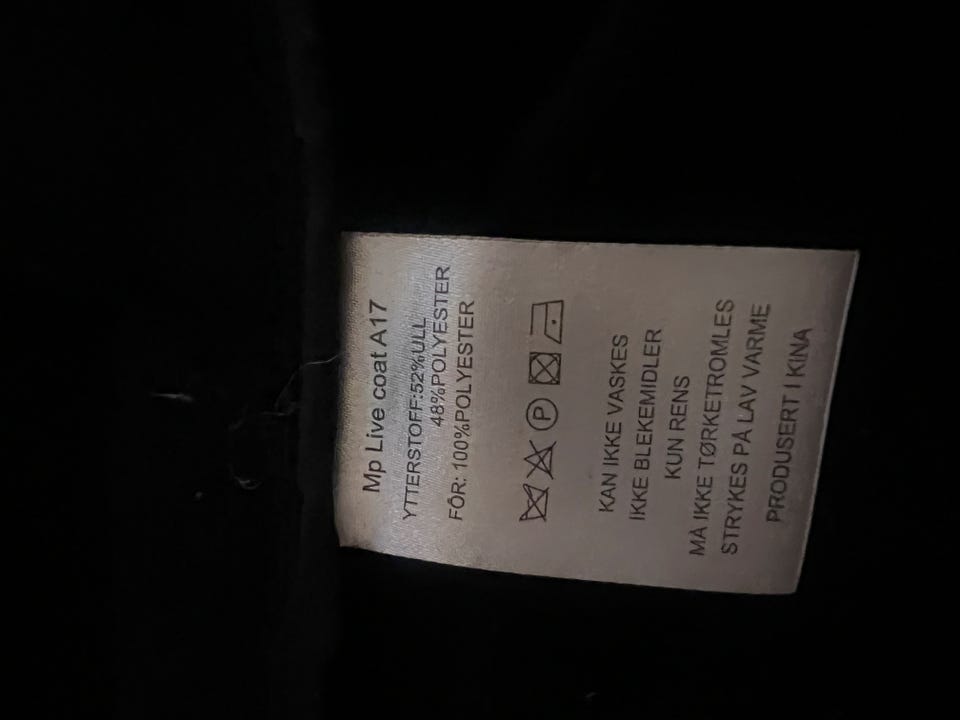 Mp Live coat A17
YTTERSTOFF:52%ULL
48%POLYESTER
FÔR: 100%POLYESTER
P
KAN IKKE VASKES
IKKE BLEKEMIDLER
KUN RENS
MÅ IKKE TØRKETROMLES
STRYKES PÅ LAV VARME
PRODUSERT I KINA